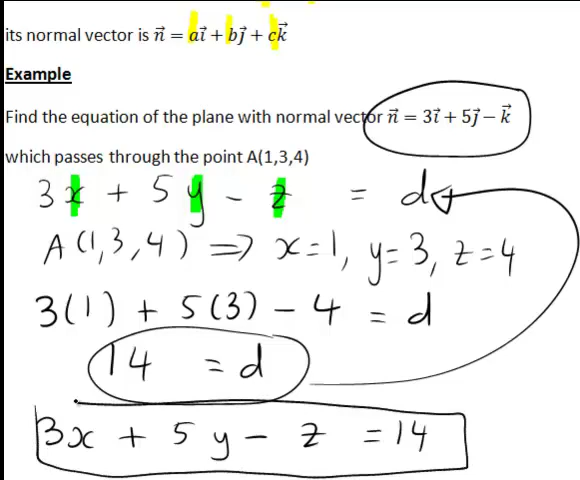 its normal vector is n⃗ = ai⃗ + bj⃗ + ck⃗
Example
Find the equation of the plane with normal vector n⃗ = 3i⃗ + 5j⃗ − k⃗
which passes through the point A(1,3,4)
3x + 5y − z = d
A(1,3,4) ⇒ x=1, y=3, z=4
3(1) + 5(3) − 4 = d
14 = d
3x + 5y − z = 14